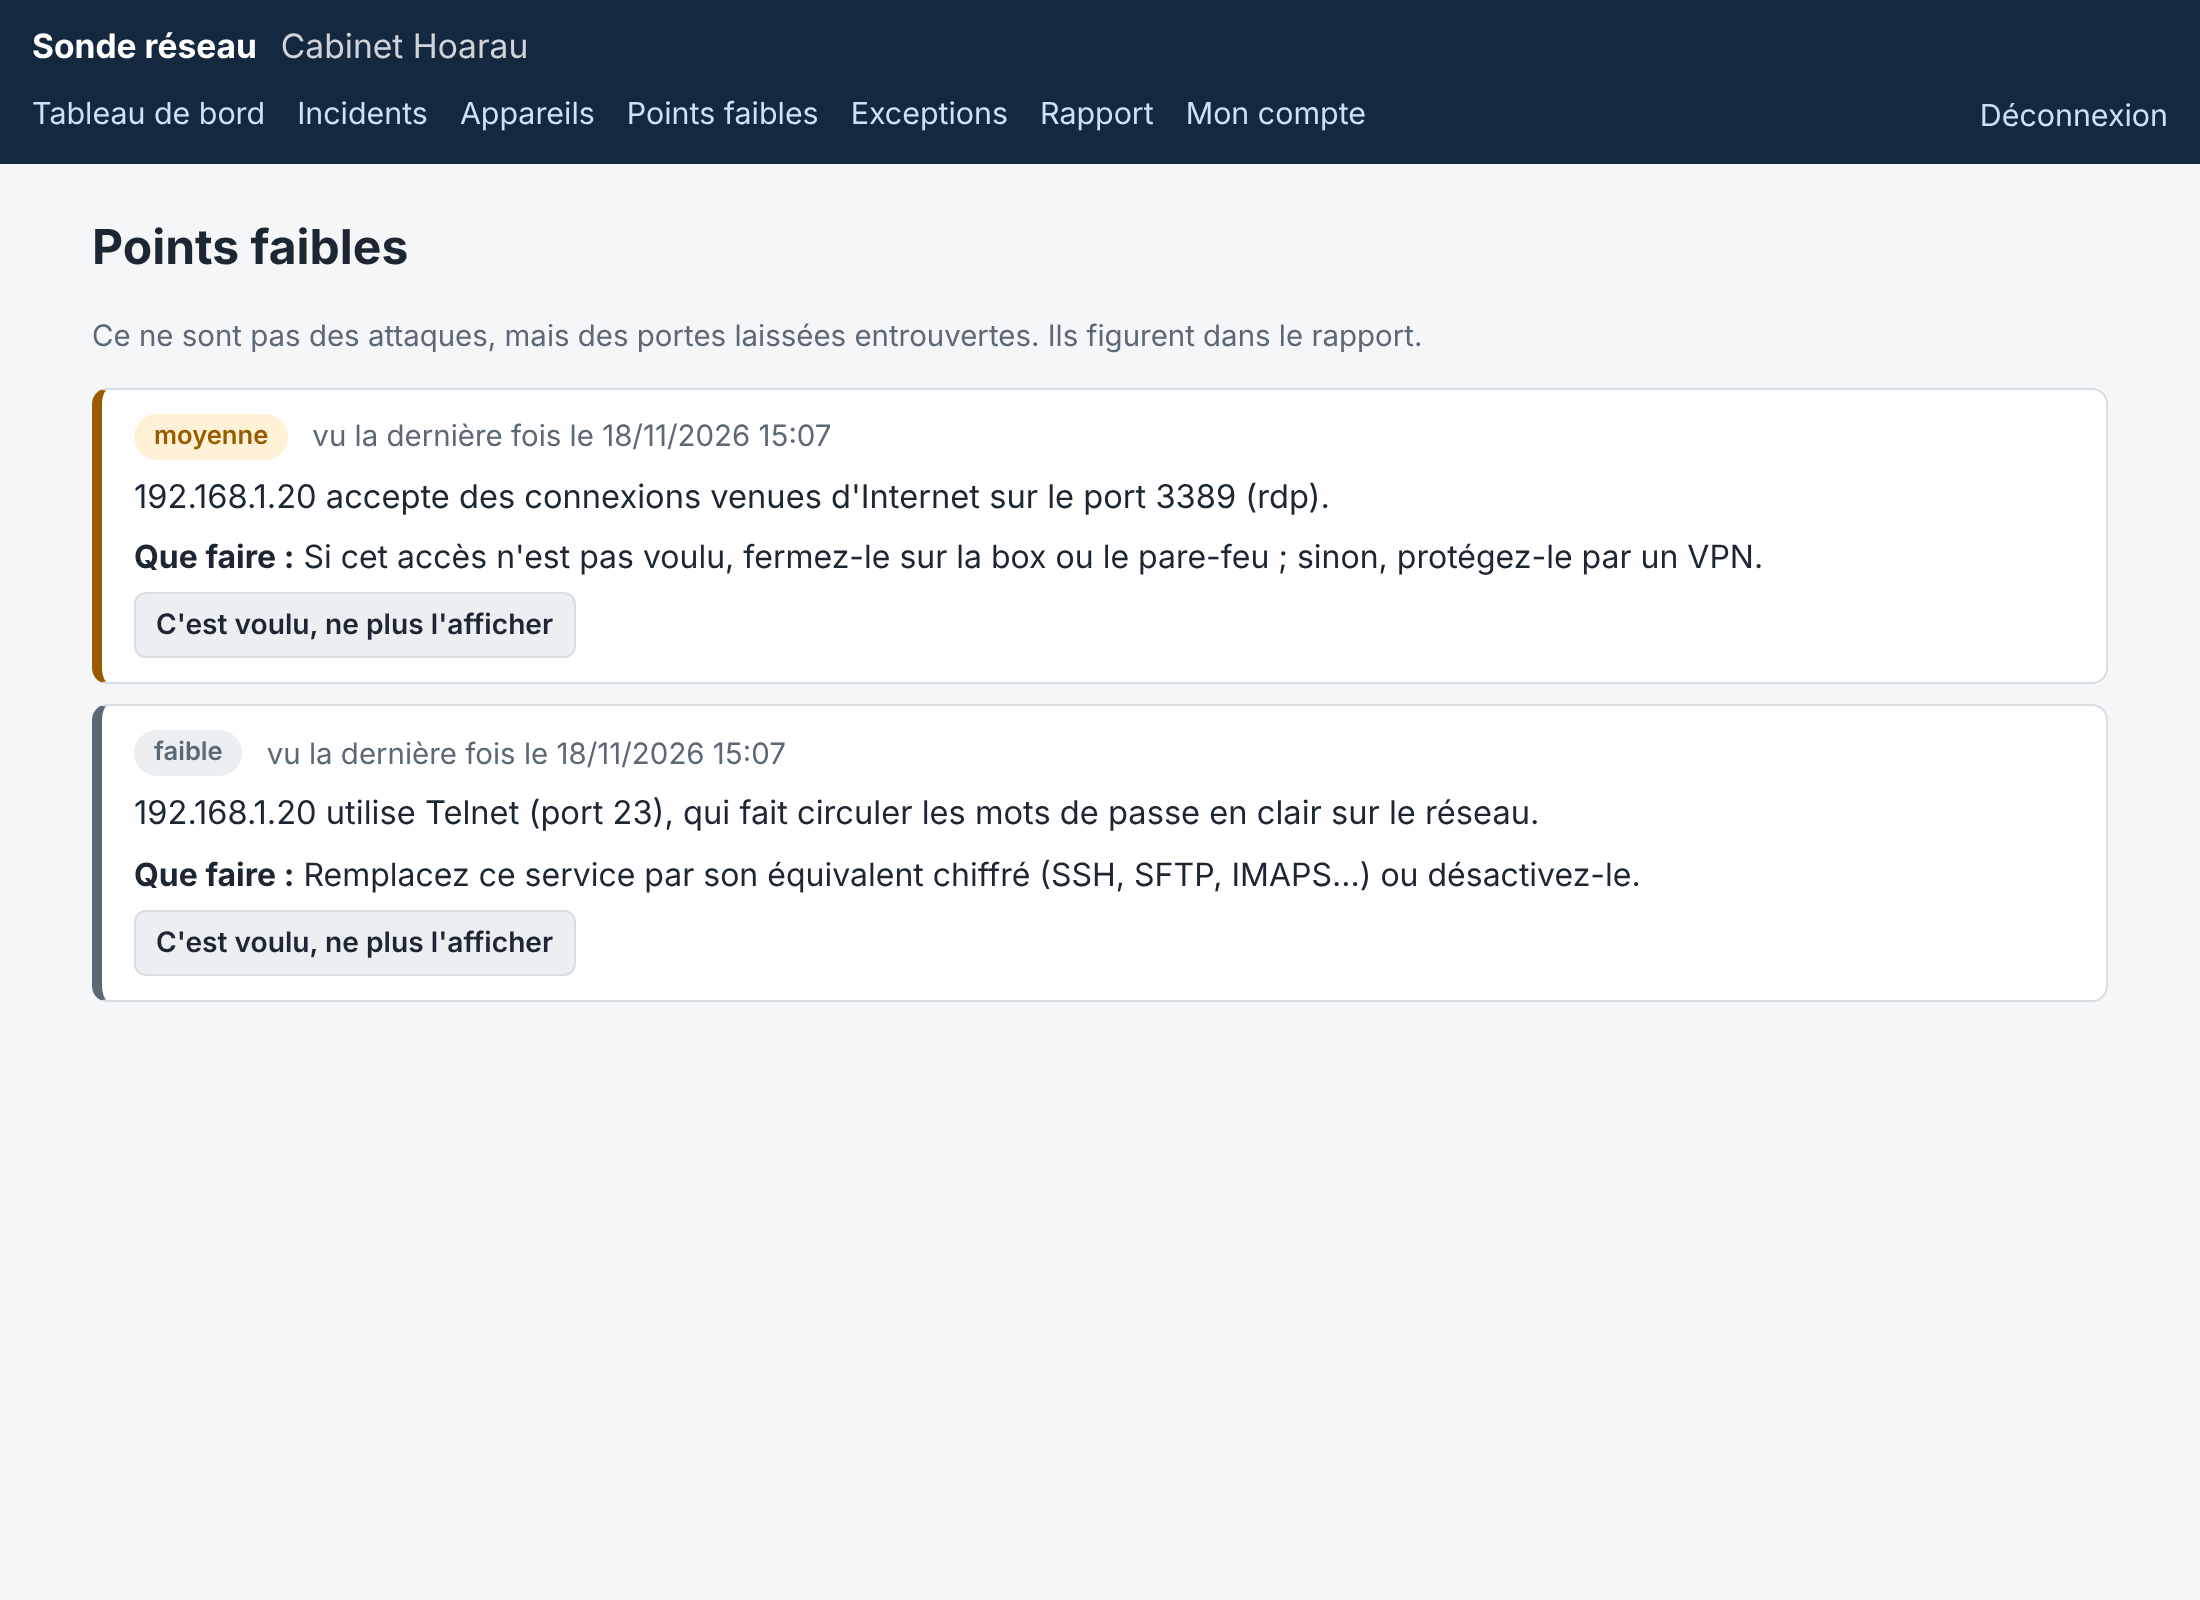 Sonde réseau Cabinet Hoarau
Tableau de bord Incidents Appareils Points faibles Exceptions Rapport Mon compte Déconnexion
Points faibles
Ce ne sont pas des attaques, mais des portes laissées entrouvertes. Ils figurent dans le rapport.
moyenne vu la dernière fois le 18/11/2026 15:07
192.168.1.20 accepte des connexions venues d'Internet sur le port 3389 (rdp).
Que faire : Si cet accès n'est pas voulu, fermez-le sur la box ou le pare-feu ; sinon, protégez-le par un VPN.
C'est voulu, ne plus l'afficher
faible vu la dernière fois le 18/11/2026 15:07
192.168.1.20 utilise Telnet (port 23), qui fait circuler les mots de passe en clair sur le réseau.
Que faire : Remplacez ce service par son équivalent chiffré (SSH, SFTP, IMAPS...) ou désactivez-le.
C'est voulu, ne plus l'afficher